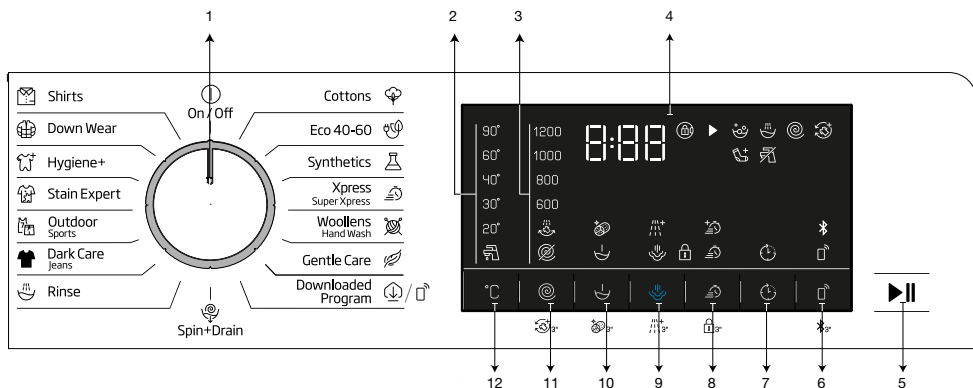 1
2
3
4
On / Off
Shirts
Down Wear
Hygiene+
Stain Expert
Outdoor
Sports
Dark Care
Jeans
Rinse
Spin+Drain
Cottons
Eco 40-60
Synthetics
Xpress
Super Xpress
Woollens
Hand Wash
Gentle Care
Downloaded
Program
/
90°
60°
40°
30°
20°
1200
1000
800
600
8:88
°C
3"
3"
3"
3"
3"
12
11
10
9
8
7
6
5